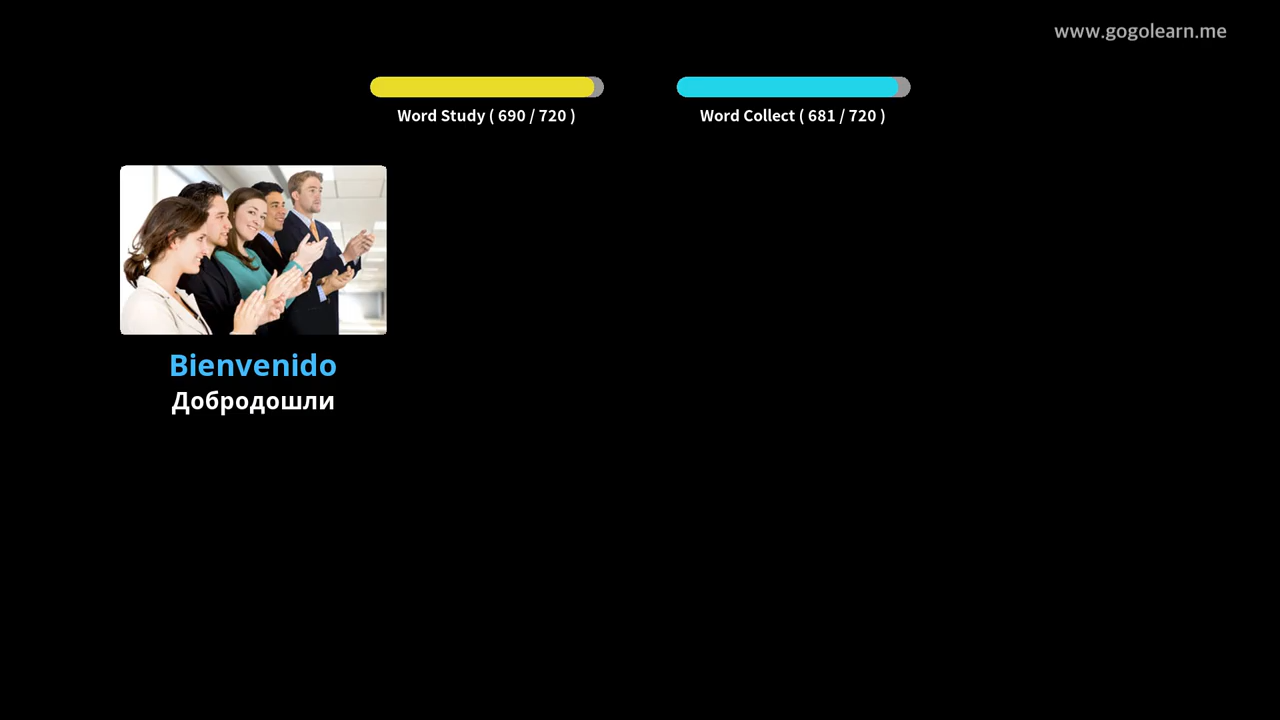 www.gogolearn.me
Word Study ( 690 / 720 )
Word Collect ( 681 / 720 )
Bienvenido
Добродошли